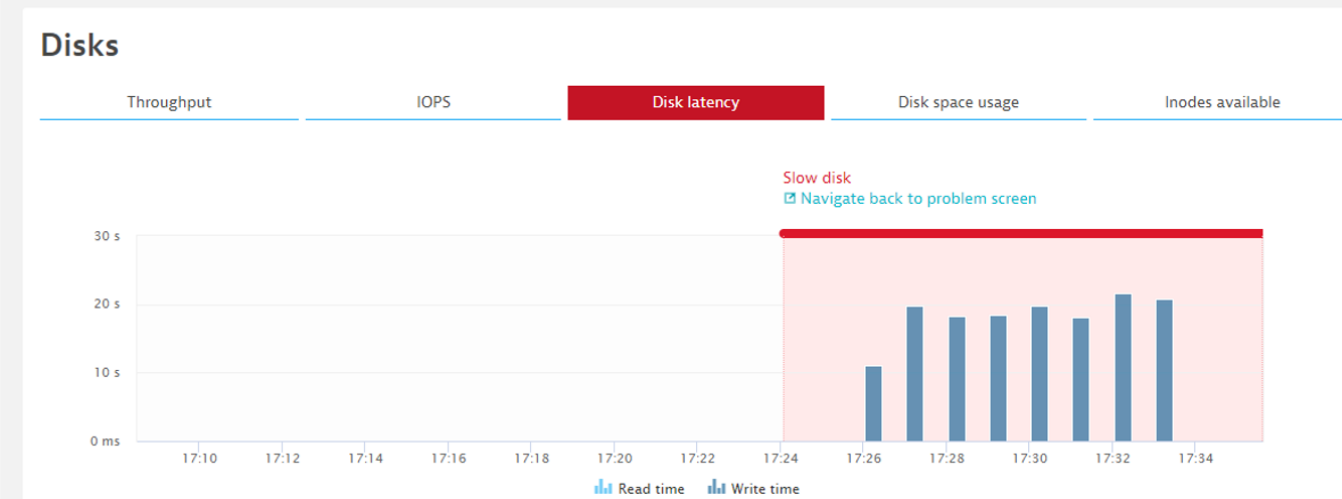 Disks
Throughput IOPS Disk latency Disk space usage Inodes available
Slow disk
Navigate back to problem screen
30 s
20 s
10 s
0 ms
17:10 17:12 17:14 17:16 17:18 17:20 17:22 17:24 17:26 17:28 17:30 17:32 17:34
Read time Write time